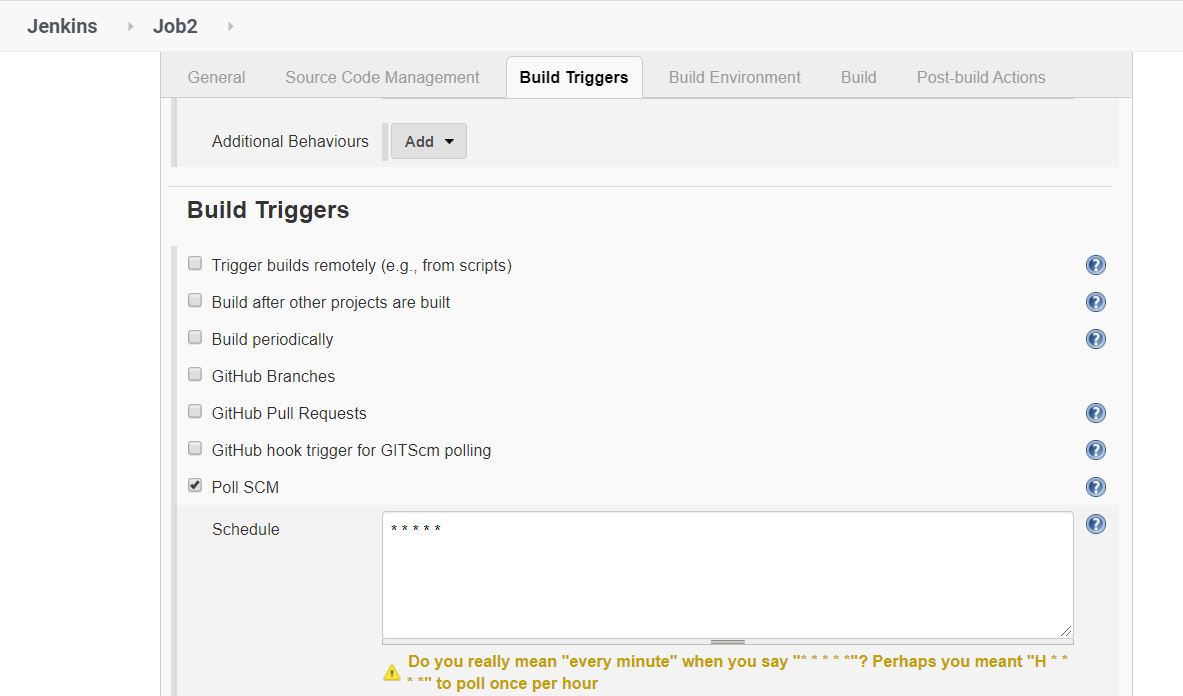 Jenkins Job2
General Source Code Management Build Triggers Build Environment Build Post-build Actions
Additional Behaviours Add
Build Triggers
Trigger builds remotely (e.g., from scripts)
Build after other projects are built
Build periodically
GitHub Branches
GitHub Pull Requests
GitHub hook trigger for GITScm polling
Poll SCM
Schedule * * * * *
Do you really mean "every minute" when you say "* * * * *"? Perhaps you meant "H * *
* *" to poll once per hour